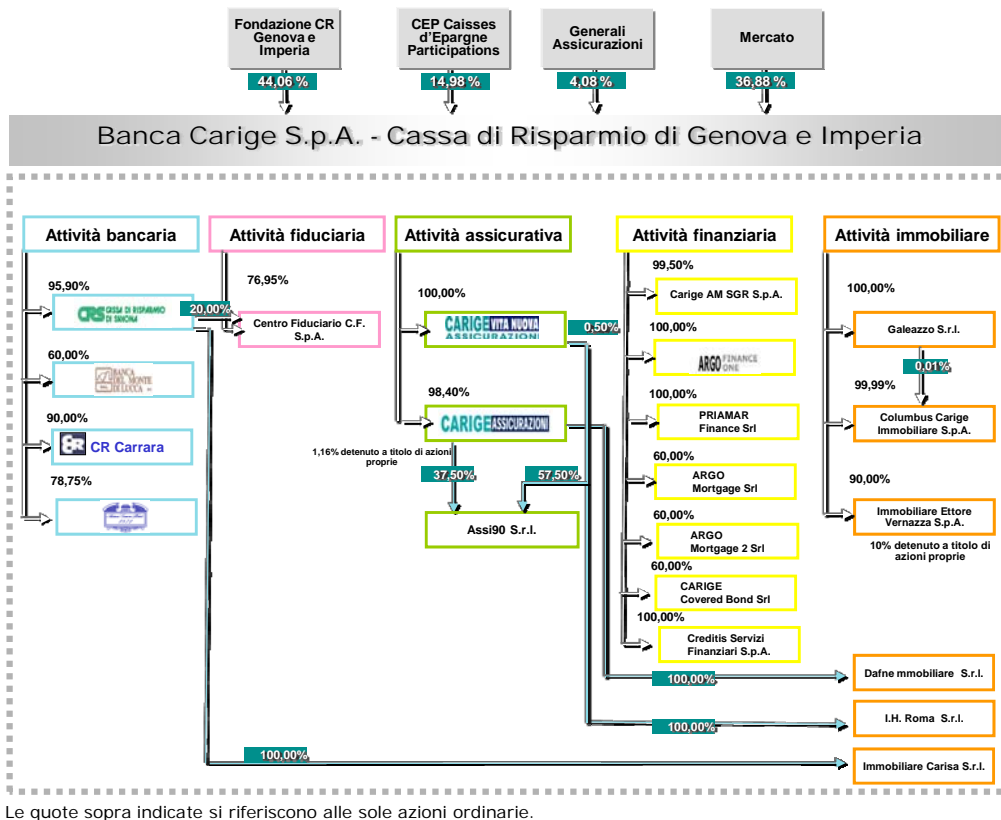 Fondazione CR
Genova e
Imperia
CEP Caisses
d'Epargne
Participations
Generali
Assicurazioni
Mercato
44,06 %
14,98 %
4,08 %
36,88 %
Banca Carige S.p.A. - Cassa di Risparmio di Genova e Imperia
Attività bancaria
95,90%
CRS CASSA DI RISPARMIO
DI SAVONA
20,00%
60,00%
BANCA
DEL MONTE
DI LUCCA
90,00%
CR Carrara
78,75%
Attività fiduciaria
76,95%
Centro Fiduciario C.F.
S.p.A.
Attività assicurativa
100,00%
CARIGE VITA NUOVA
ASSICURAZIONI
0,50%
98,40%
CARIGE ASSICURAZIONI
1,16% detenuto a titolo di azioni
proprie
37,50%
57,50%
Assi90 S.r.l.
Attività finanziaria
99,50%
Carige AM SGR S.p.A.
100,00%
ARGO FINANCE
ONE
100,00%
PRIAMAR
Finance Srl
60,00%
ARGO
Mortgage Srl
60,00%
ARGO
Mortgage 2 Srl
60,00%
CARIGE
Covered Bond Srl
100,00%
Creditis Servizi
Finanziari S.p.A.
Attività immobiliare
100,00%
Galeazzo S.r.l.
0,01%
99,99%
Columbus Carige
Immobiliare S.p.A.
90,00%
Immobiliare Ettore
Vernazza S.p.A.
10% detenuto a titolo di
azioni proprie
100,00%
Dafne mmobiliare S.r.l.
100,00%
I.H. Roma S.r.l.
100,00%
Immobiliare Carisa S.r.l.
Le quote sopra indicate si riferiscono alle sole azioni ordinarie.